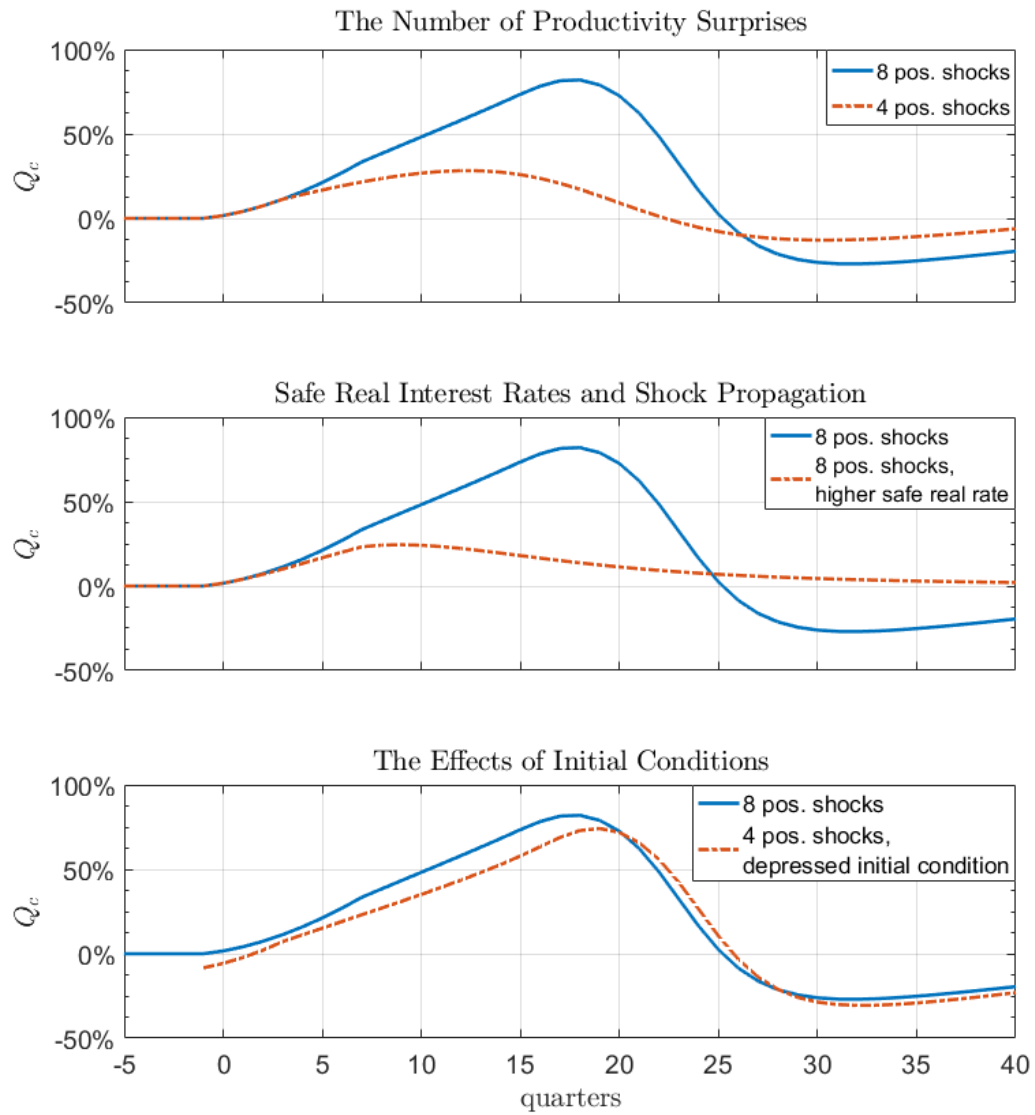 The Number of Productivity Surprises
100%
50%
0%
-50%
Q_c
8 pos. shocks
4 pos. shocks
Safe Real Interest Rates and Shock Propagation
100%
50%
0%
-50%
Q_c
8 pos. shocks
8 pos. shocks,
higher safe real rate
The Effects of Initial Conditions
100%
50%
0%
-50%
Q_c
8 pos. shocks
4 pos. shocks,
depressed initial condition
-5 0 5 10 15 20 25 30 35 40
quarters